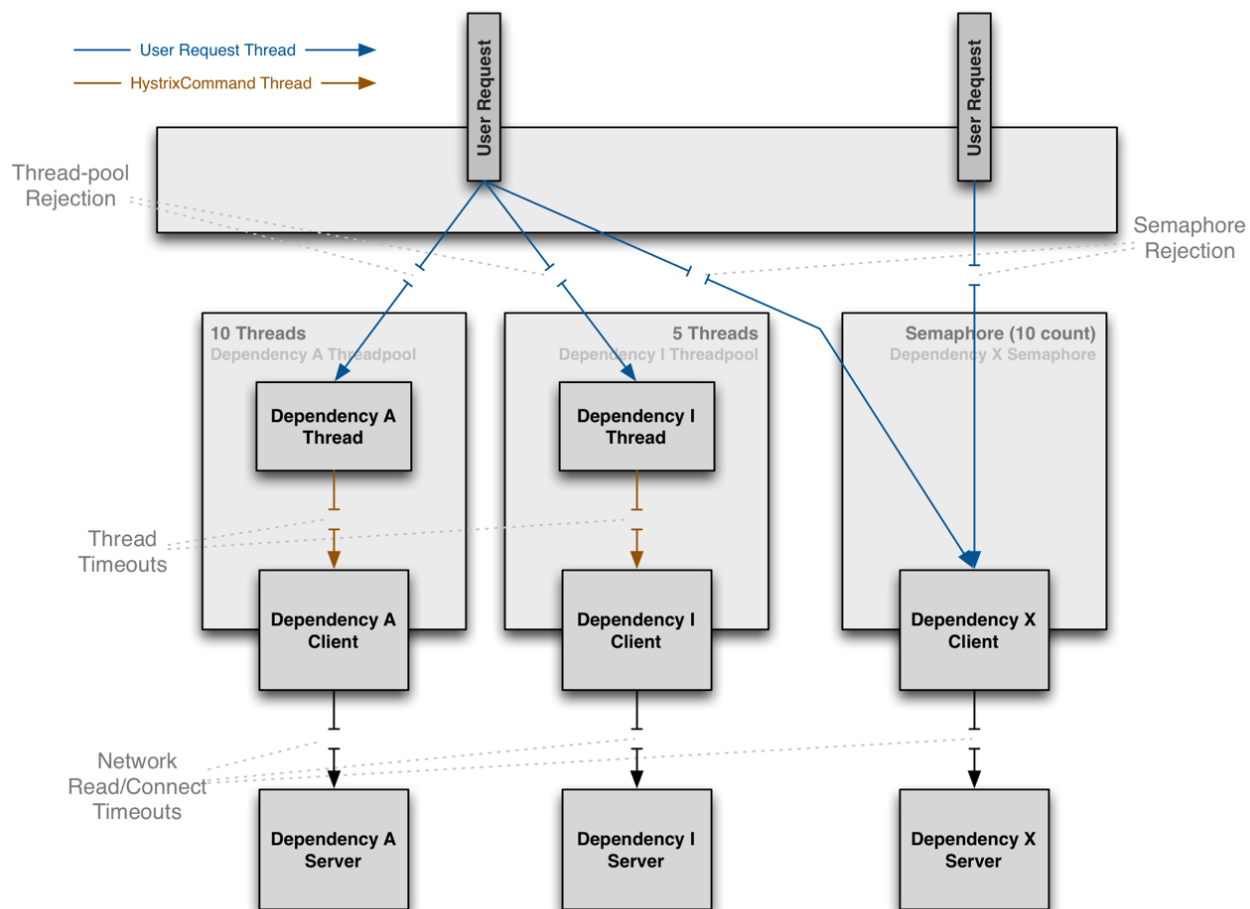 User Request Thread
HystrixCommand Thread
User Request
User Request
Thread-pool
Rejection
Semaphore
Rejection
10 Threads
Dependency A Threadpool
5 Threads
Dependency I Threadpool
Semaphore (10 count)
Dependency X Semaphore
Dependency A
Thread
Dependency I
Thread
Thread
Timeouts
Dependency A
Client
Dependency I
Client
Dependency X
Client
Network
Read/Connect
Timeouts
Dependency A
Server
Dependency I
Server
Dependency X
Server